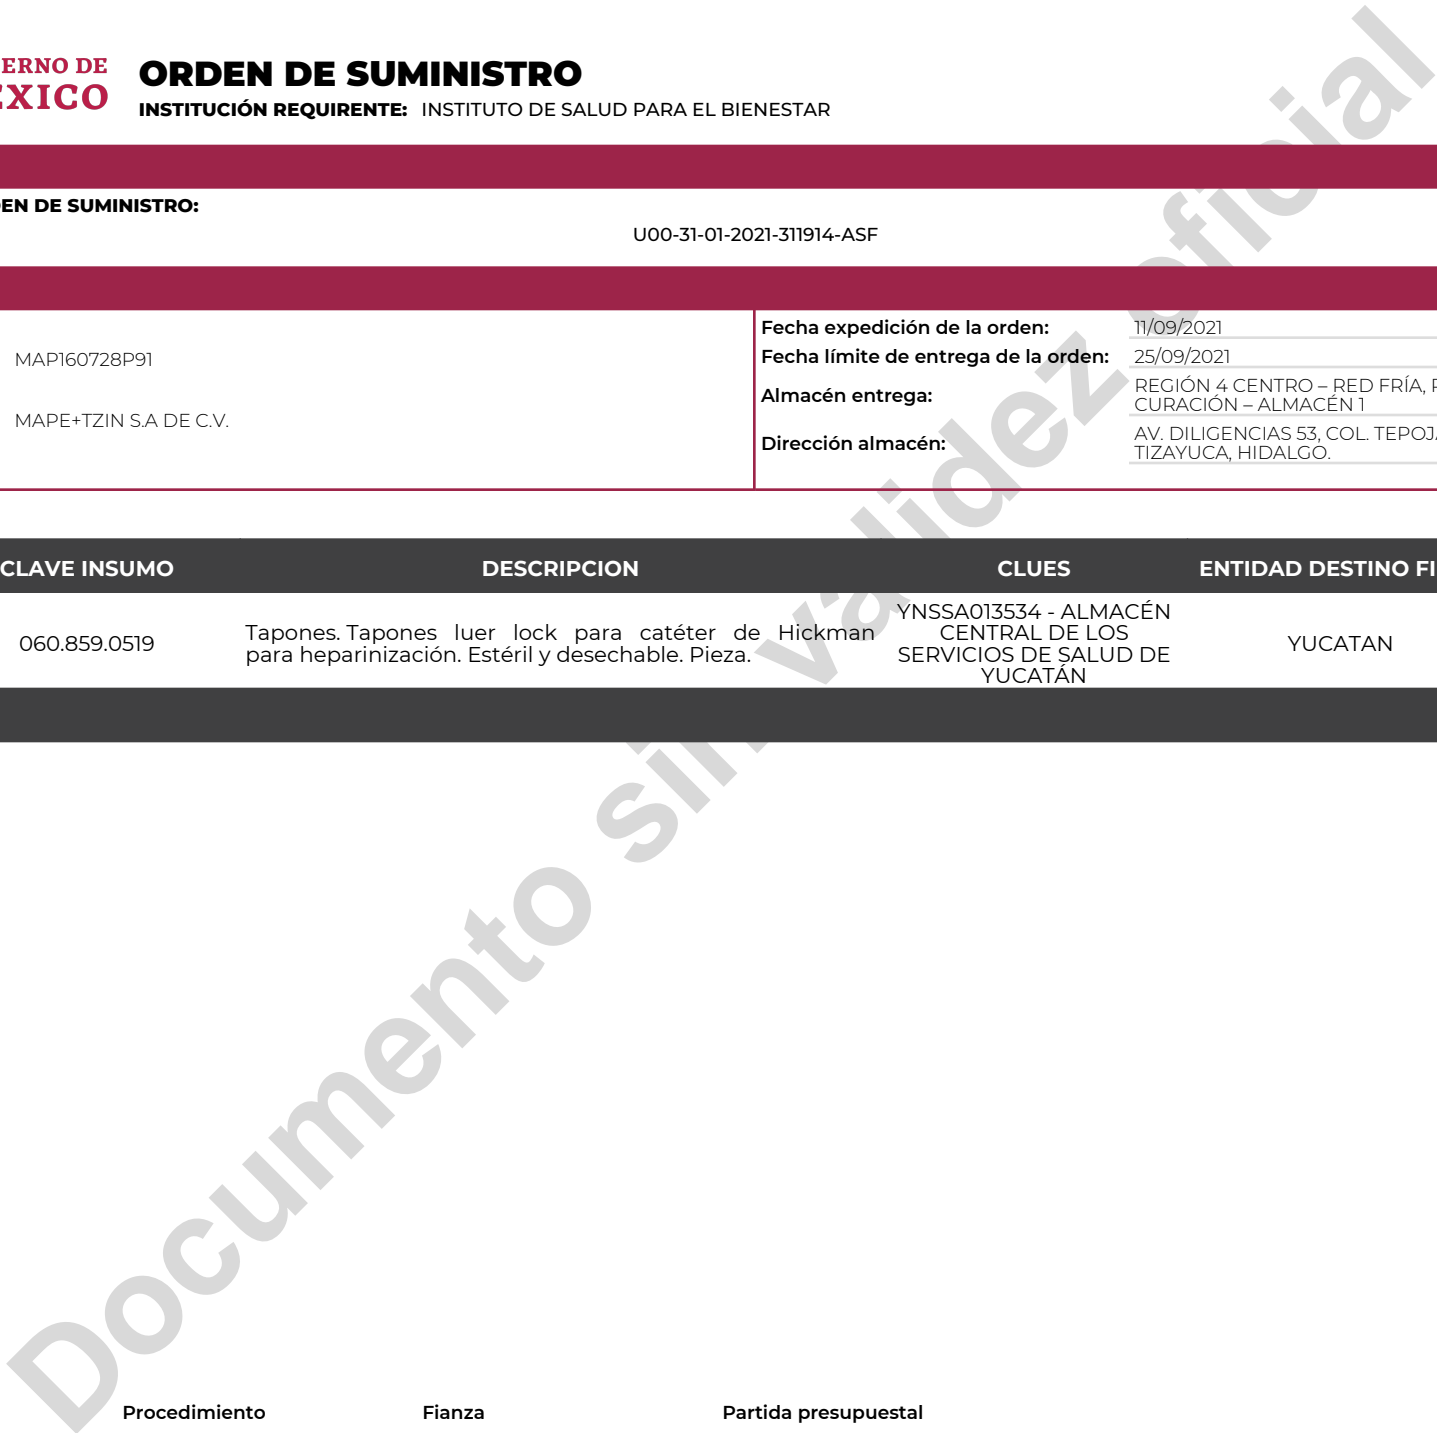 ERNO DE
ÉXICO
ORDEN DE SUMINISTRO
INSTITUCIÓN REQUIRENTE: INSTITUTO DE SALUD PARA EL BIENESTAR
EN DE SUMINISTRO:
U00-31-01-2021-311914-ASF
MAP160728P91
MAPE+TZIN S.A DE C.V.
Fecha expedición de la orden: 11/09/2021
Fecha límite de entrega de la orden: 25/09/2021
Almacén entrega: REGIÓN 4 CENTRO – RED FRÍA,
CURACIÓN – ALMACÉN 1
Dirección almacén: AV. DILIGENCIAS 53, COL. TEPOJA
TIZAYUCA, HIDALGO.
CLAVE INSUMO DESCRIPCION CLUES ENTIDAD DESTINO FI
060.859.0519
Tapones. Tapones luer lock para catéter de Hickman
para heparinización. Estéril y desechable. Pieza.
YNSSA013534 - ALMACÉN
CENTRAL DE LOS
SERVICIOS DE SALUD DE
YUCATÁN
YUCATAN
Documento sin validez oficial
Procedimiento Fianza Partida presupuestal